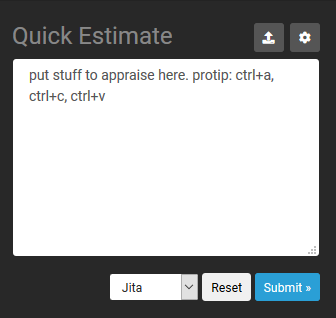 Quick Estimate
put stuff to appraise here. protip: ctrl+a,
ctrl+c, ctrl+v
Jita
Reset
Submit »